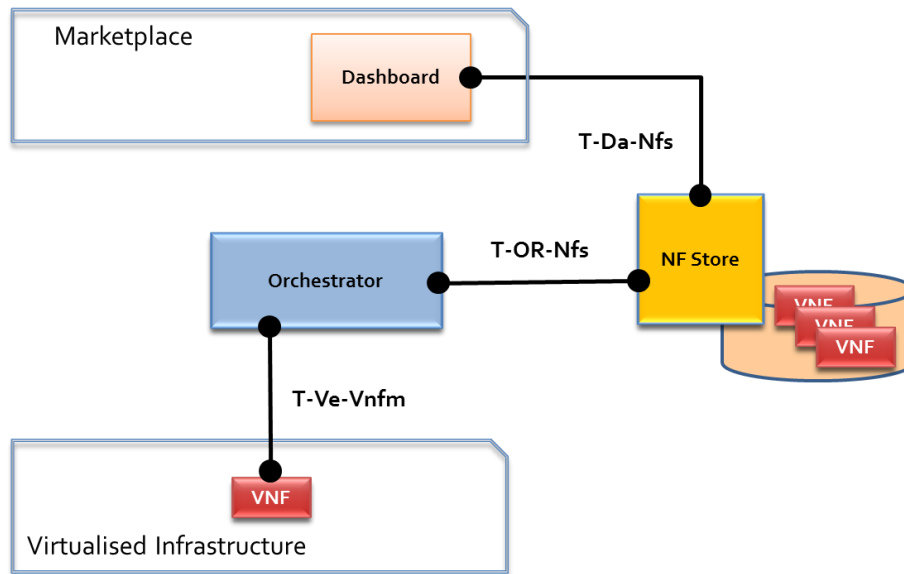 Marketplace
Dashboard
T-Da-Nfs
T-OR-Nfs
NF Store
Orchestrator
VNF
VNF
VNF
T-Ve-Vnfm
VNF
Virtualised Infrastructure